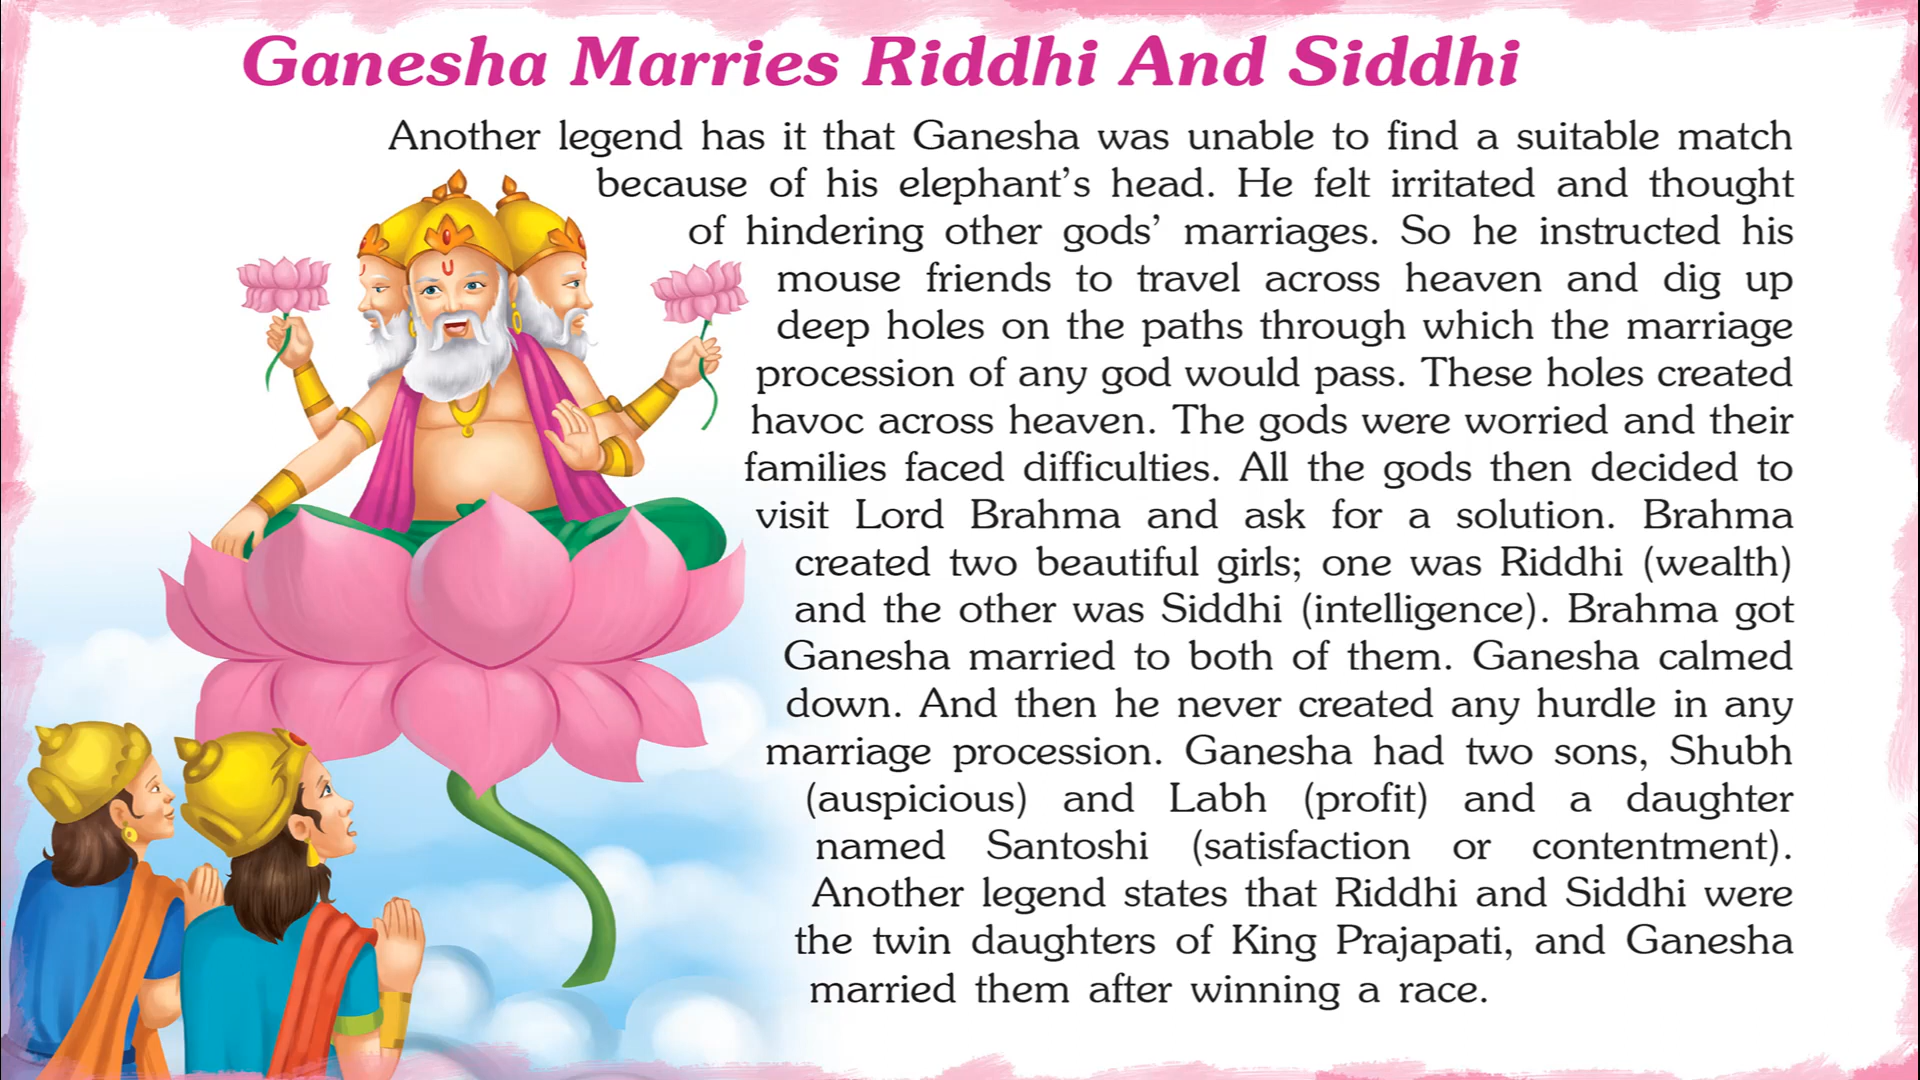 Ganesha Marries Riddhi And Siddhi
Another legend has it that Ganesha was unable to find a suitable match
because of his elephant's head. He felt irritated and thought
of hindering other gods' marriages. So he instructed his
mouse friends to travel across heaven and dig up
deep holes on the paths through which the marriage
procession of any god would pass. These holes created
havoc across heaven. The gods were worried and their
families faced difficulties. All the gods then decided to
visit Lord Brahma and ask for a solution. Brahma
created two beautiful girls; one was Riddhi (wealth)
and the other was Siddhi (intelligence). Brahma got
Ganesha married to both of them. Ganesha calmed
down. And then he never created any hurdle in any
marriage procession. Ganesha had two sons, Shubh
(auspicious) and Labh (profit) and a daughter
named Santoshi (satisfaction or contentment).
Another legend states that Riddhi and Siddhi were
the twin daughters of King Prajapati, and Ganesha
married them after winning a race.